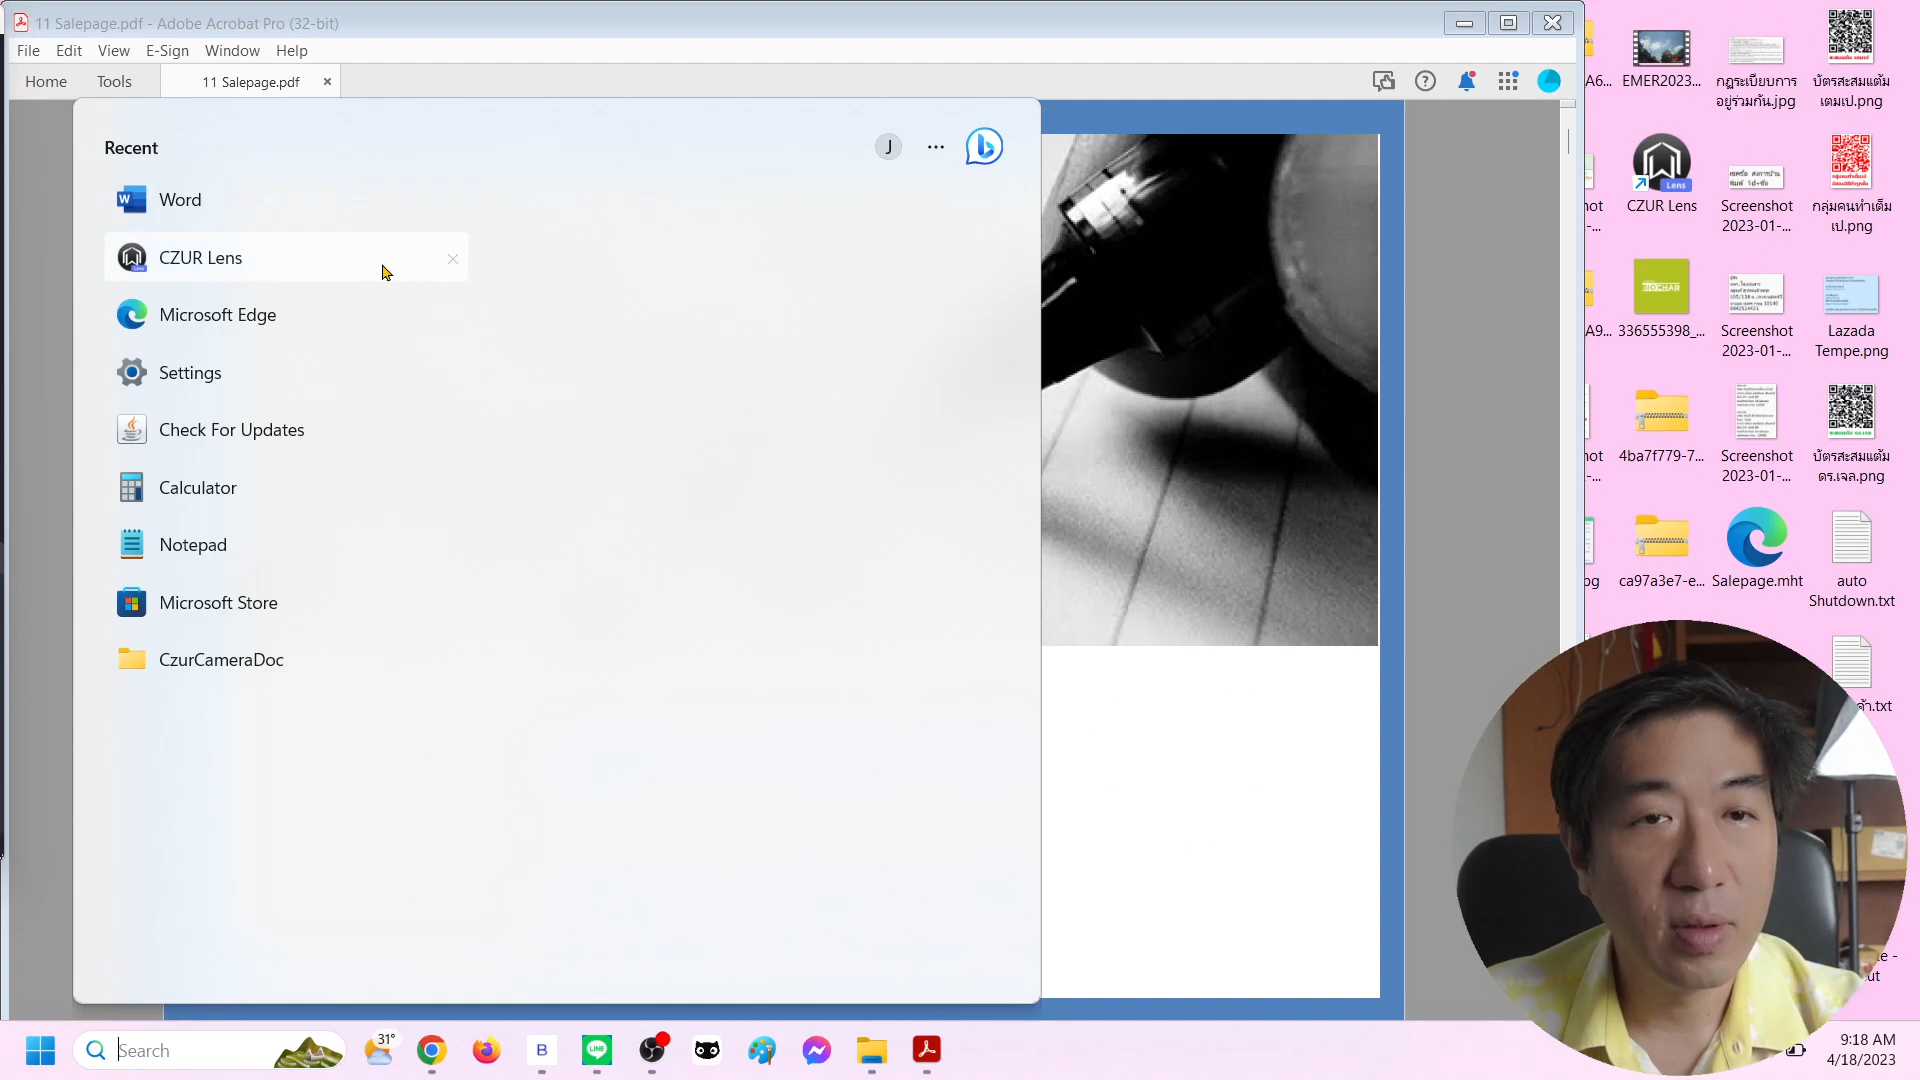 11 Salepage.pdf - Adobe Acrobat Pro (32-bit)
File Edit View E-Sign Window Help
Home Tools 11 Salepage.pdf
Recent
J
Word
CZUR Lens
Microsoft Edge
Settings
Check For Updates
Calculator
Notepad
Microsoft Store
CzurCameraDoc
EMER2023...
กฎระเบียบการ
อยู่ร่วมกัน.jpg
บัตรสะสมแต้ม
เตมเป.png
CZUR Lens
Screenshot
2023-01-...
กลุ่มคนทำเต็ม
เป.png
BIOCHAR
336555398_...
Screenshot
2023-01-...
Lazada
Tempe.png
4ba7f779-7...
Screenshot
2023-01-...
บัตรสะสมแต้ม
ดร.เจล.png
ca97a3e7-e...
Salepage.mht
auto
Shutdown.txt
Search
31°
9:18 AM
4/18/2023